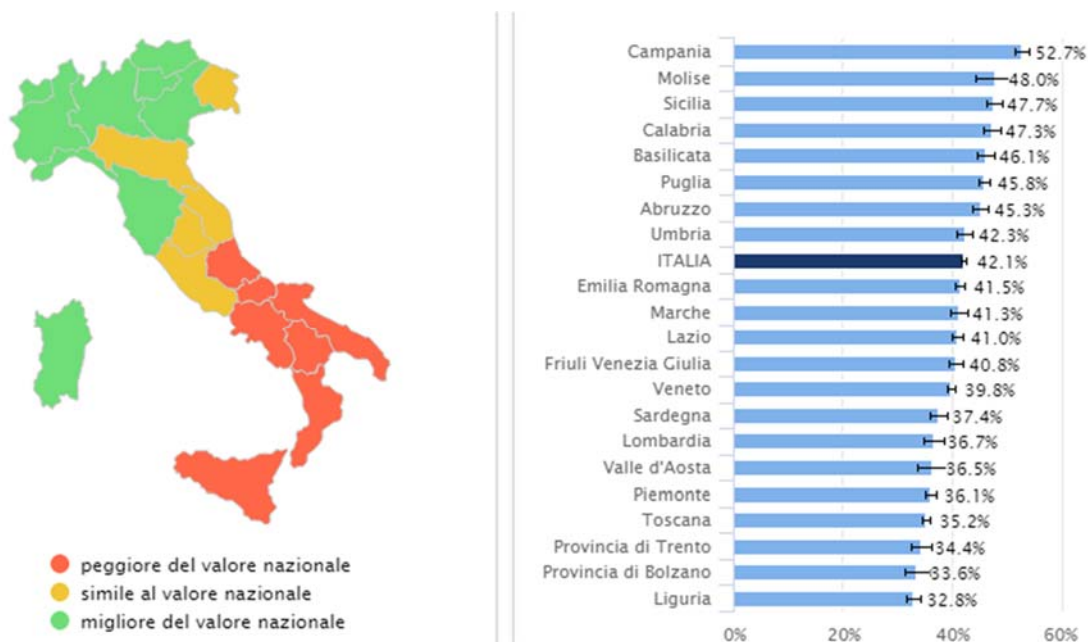 peggiore del valore nazionale
simile al valore nazionale
migliore del valore nazionale
Campania 52.7%
Molise 48.0%
Sicilia 47.7%
Calabria 47.3%
Basilicata 46.1%
Puglia 45.8%
Abruzzo 45.3%
Umbria 42.3%
ITALIA 42.1%
Emilia Romagna 41.5%
Marche 41.3%
Lazio 41.0%
Friuli Venezia Giulia 40.8%
Veneto 39.8%
Sardegna 37.4%
Lombardia 36.7%
Valle d'Aosta 36.5%
Piemonte 36.1%
Toscana 35.2%
Provincia di Trento 34.4%
Provincia di Bolzano 33.6%
Liguria 32.8%
0% 20% 40% 60%